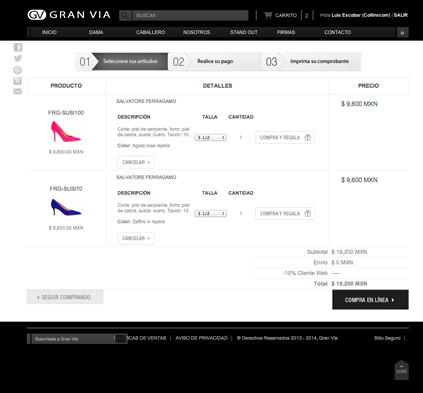 GV GRAN VIA
BUSCAR
CARRITO 2
Hola Luis Escobar (Collinscom) | SALIR
INICIO DAMA CABALLERO NOSOTROS STAND OUT FIRMAS CONTACTO
01 Seleccione sus artículos 02 Realice su pago 03 Imprima su comprobante
PRODUCTO DETALLES PRECIO
SALVATORE FERRAGAMO
$ 9,600 MXN
FRG-SUSI100
DESCRIPCIÓN TALLA CANTIDAD
Corte: piel de serpiente, forro: piel
de cabra, suela: cuero. Tacón: 10.
5 1/2 1 COMPRA Y REGALA
Color: Agata rose reptile
$ 9,600.00 MXN
CANCELAR
SALVATORE FERRAGAMO
$ 9,600 MXN
FRG-SUSI70
DESCRIPCIÓN TALLA CANTIDAD
Corte: piel de serpiente, forro: piel
de cabra, suela: cuero. Tacón: 10.
5 1/2 1 COMPRA Y REGALA
Color: Zaffiro vi reptile
$ 9,600.00 MXN
CANCELAR
Subtotal $ 19,200 MXN
Envío $ 0 MXN
-10% Cliente Web ----
Total $ 19,200 MXN
SEGUIR COMPRANDO
COMPRA EN LÍNEA
Suscríbete a Gran Vía
ICAS DE VENTAS | AVISO DE PRIVACIDAD | © Derechos Reservados 2013 - 2014, Gran Vía
Sitio Seguro
SUBIR